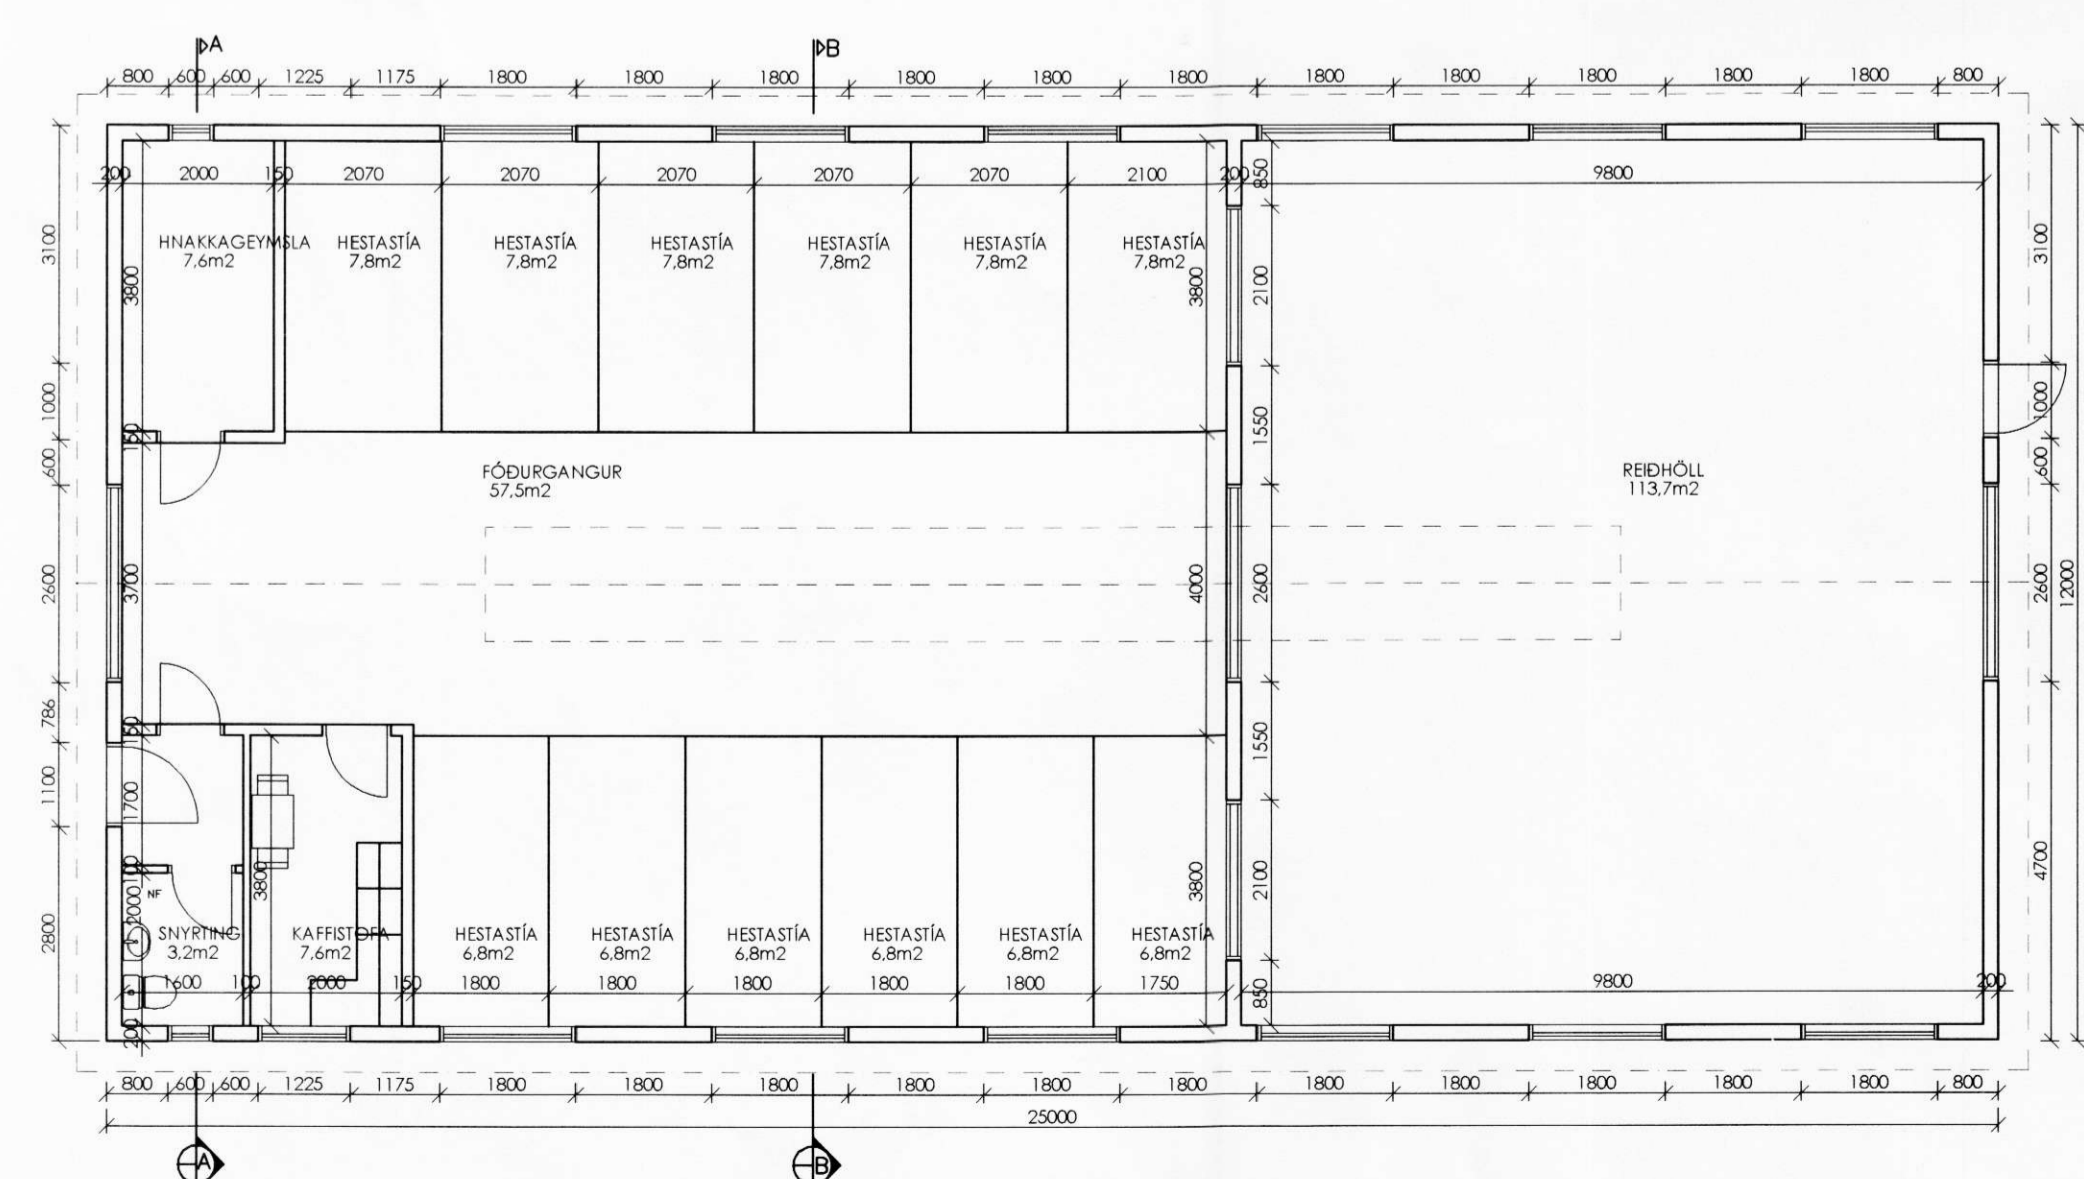 A B
800 600 600 1225 1175 1800 1800 1800 1800 1800 1800 1800 1800 1800 1800 1800 800
200 2000 150 2070 2070 2070 2070 2070 2100 200 9800
850
HNAKKAGEYMSLA
7,6m2
HESTASTÍA
7,8m2
HESTASTÍA
7,8m2
HESTASTÍA
7,8m2
HESTASTÍA
7,8m2
HESTASTÍA
7,8m2
HESTASTÍA
7,8m2
3100
3800
3800
2100
3100
1000
150
600
1550
1000
600
FÓÐURGANGUR
57,5m2
REIÐHÖLL
113,7m2
2600
3700
4000
2600
2600
12000
786
150
1550
1100
1700
100
2000
3800
3800
2100
4700
2800
NF
SNYRTING
3,2m2
KAFFISTOFA
7,6m2
HESTASTÍA
6,8m2
HESTASTÍA
6,8m2
HESTASTÍA
6,8m2
HESTASTÍA
6,8m2
HESTASTÍA
6,8m2
HESTASTÍA
6,8m2
1600 100 2000 150 1800 1800 1800 1800 1800 1750 9800 200
850
200
800 600 600 1225 1175 1800 1800 1800 1800 1800 1800 1800 1800 1800 1800 1800 800
25000
A B